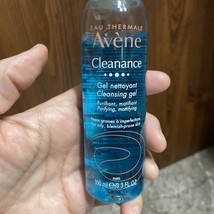 EAU THERMALE
Avène
Cleanance
Gel nettoyant
Cleansing gel
Purifiant, matifiant
Purifying, mattifying
Peaux grasses à imperfections
For oily, blemish-prone skin
100 ml e 3.3 FL.OZ.